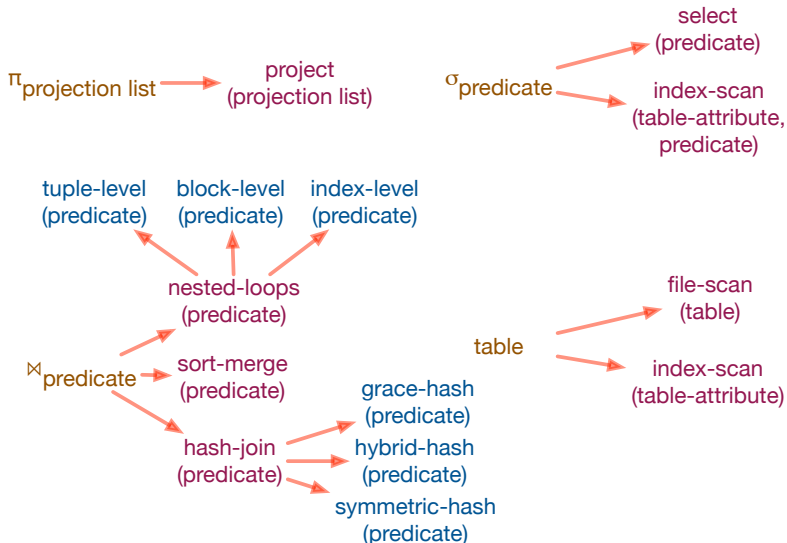 π projection list
project
(projection list)
σ predicate
select
(predicate)
index-scan
(table-attribute,
predicate)
tuple-level
(predicate)
block-level
(predicate)
index-level
(predicate)
nested-loops
(predicate)
⋈ predicate
sort-merge
(predicate)
hash-join
(predicate)
grace-hash
(predicate)
hybrid-hash
(predicate)
symmetric-hash
(predicate)
table
file-scan
(table)
index-scan
(table-attribute)